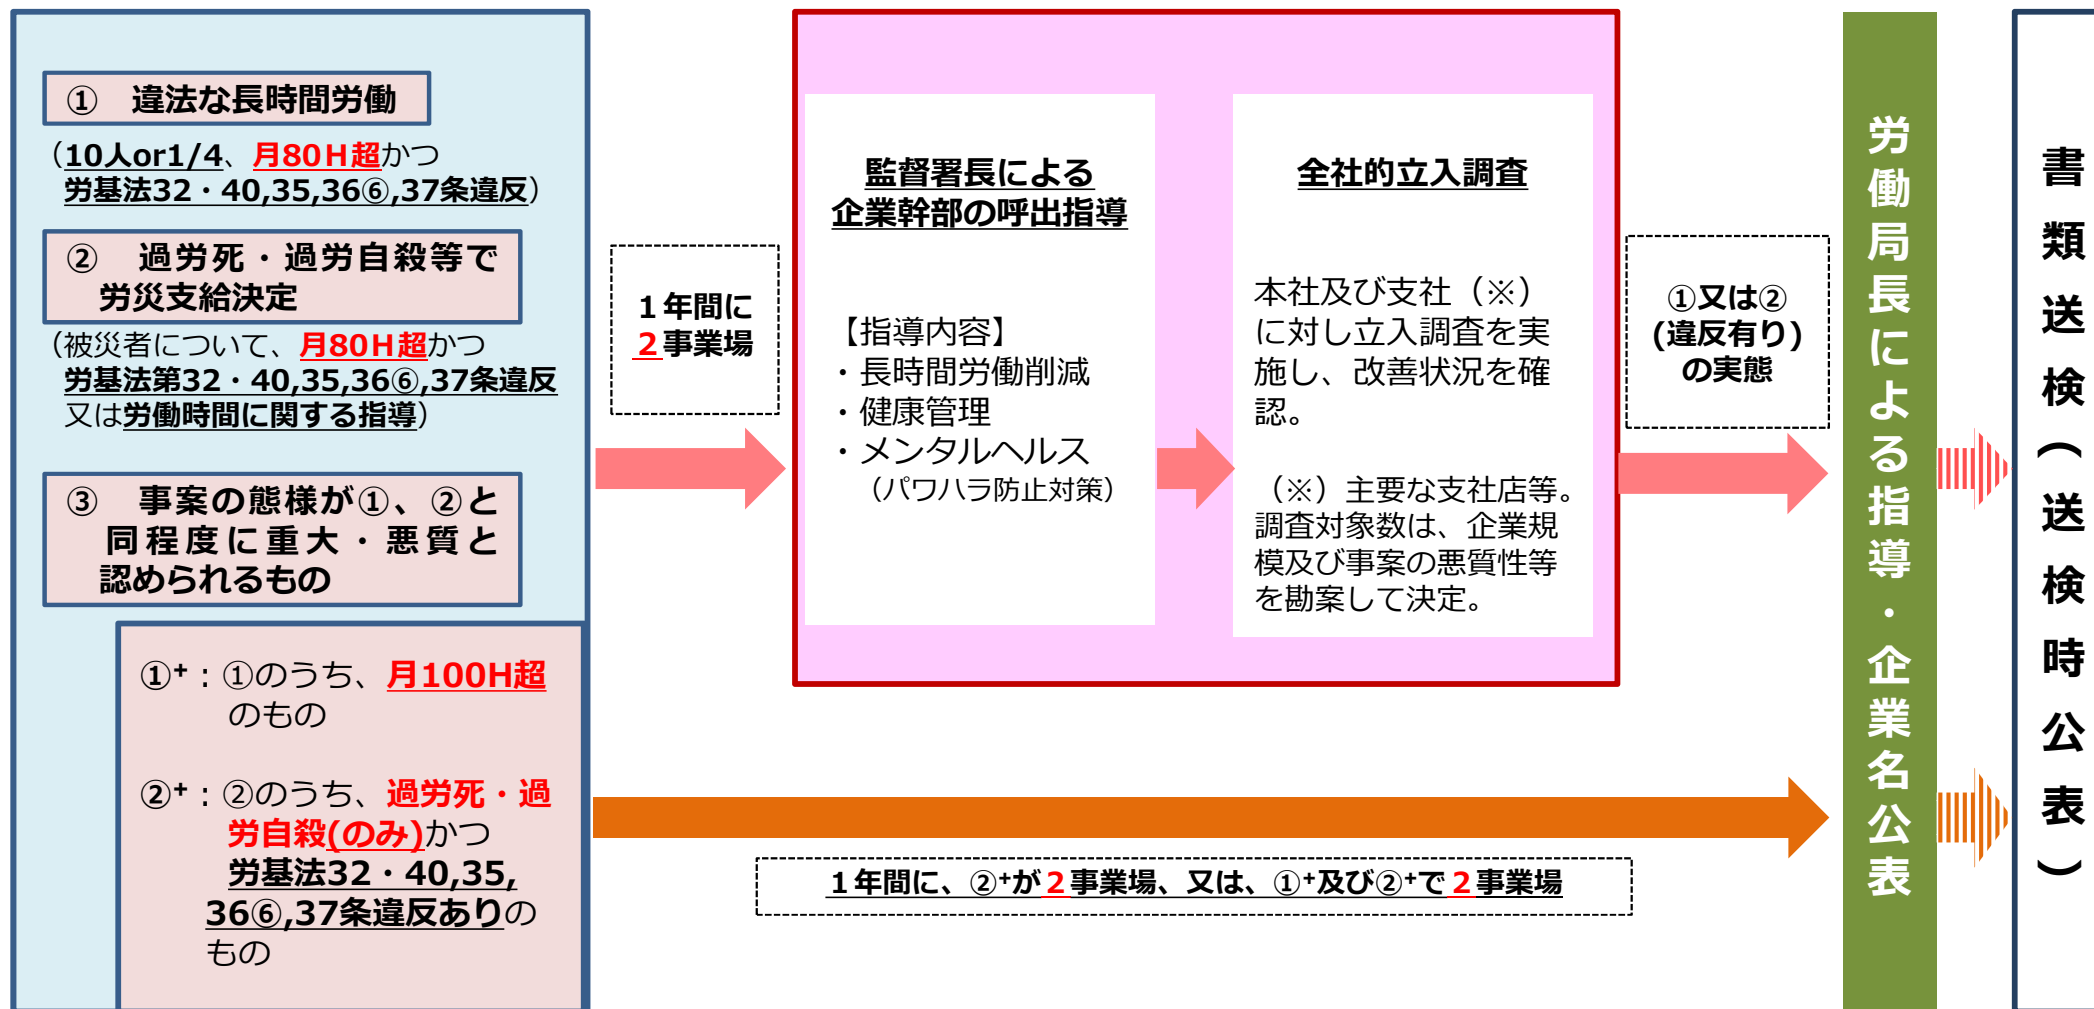 ① 違法な長時間労働
（10人or1/4、月80H超かつ
労基法32・40,35,36⑥,37条違反）
② 過労死・過労自殺等で
労災支給決定
（被災者について、月80H超かつ
労基法第32・40,35,36⑥,37条違反
又は労働時間に関する指導）
③ 事案の態様が①、②と
同程度に重大・悪質と
認められるもの
①⁺：①のうち、月100H超
のもの
②⁺：②のうち、過労死・過
労自殺(のみ)かつ
労基法32・40,35,
36⑥,37条違反ありの
もの
１年間に
２事業場
監督署長による
企業幹部の呼出指導
【指導内容】
・長時間労働削減
・健康管理
・メンタルヘルス
（パワハラ防止対策）
全社的立入調査
本社及び支社（※）
に対し立入調査を実
施し、改善状況を確
認。
（※）主要な支社店等。
調査対象数は、企業規
模及び事案の悪質性等
を勘案して決定。
①又は②
(違反有り)
の実態
１年間に、②⁺が２事業場、又は、①⁺及び②⁺で２事業場
労働局長による指導・企業名公表
書類送検（送検時公表）